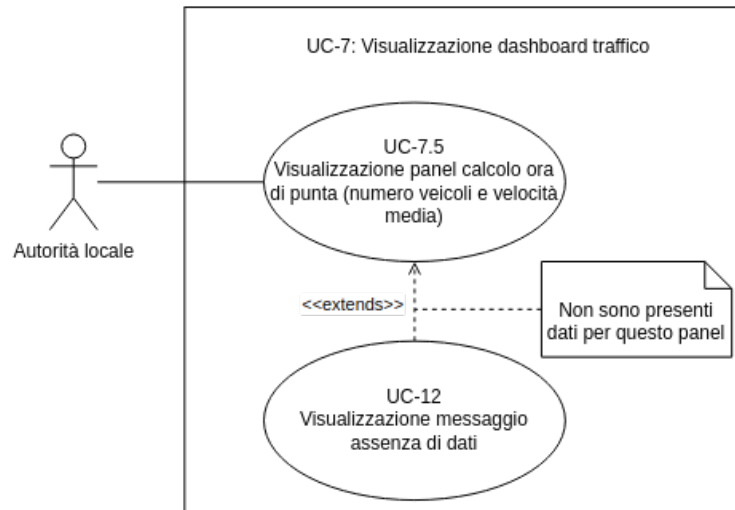 UC-7: Visualizzazione dashboard traffico
UC-7.5
Visualizzazione panel calcolo ora
di punta (numero veicoli e velocità
media)
Autorità locale
<<extends>>
Non sono presenti
dati per questo panel
UC-12
Visualizzazione messaggio
assenza di dati